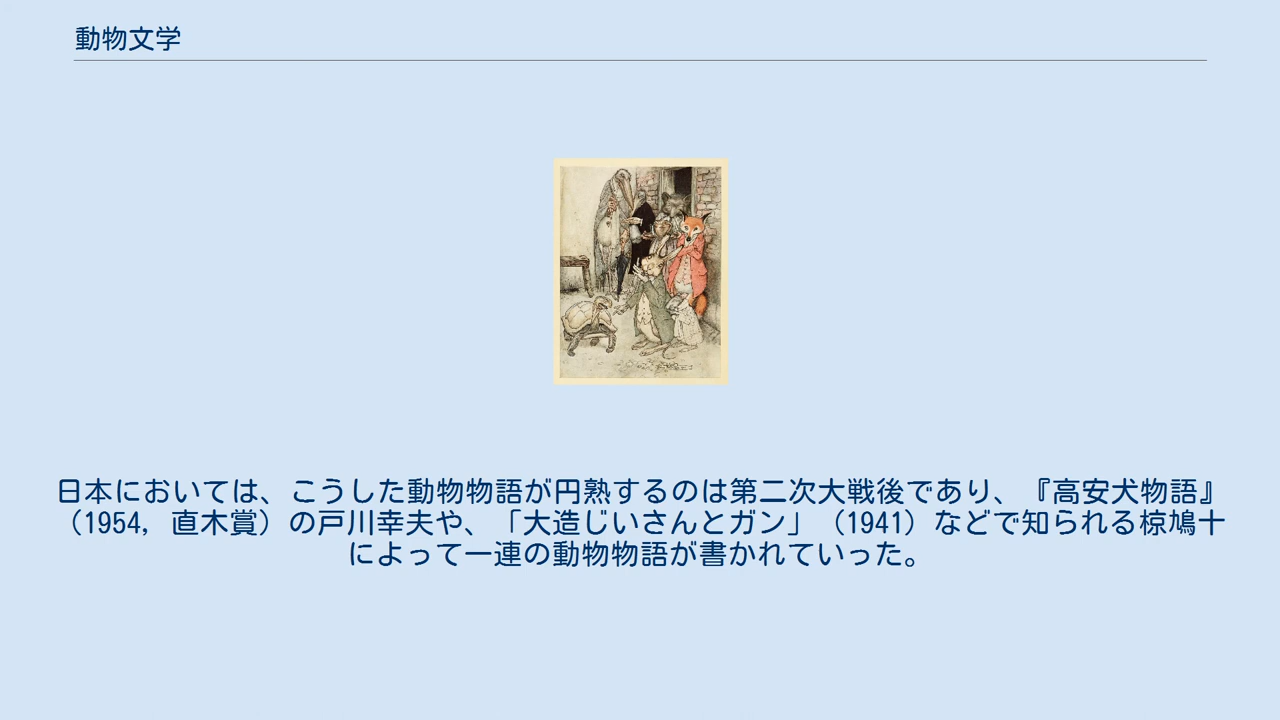 動物文学
日本においては、こうした動物物語が円熟するのは第二次大戦後であり、『高安犬物語』
（1954, 直木賞）の戸川幸夫や、「大造じいさんとガン」（1941）などで知られる椋鳩十
によって一連の動物物語が書かれていった。